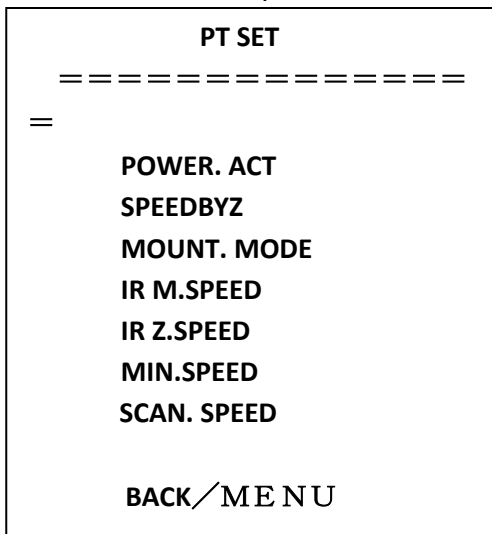 PT SET
==============
=
POWER. ACT
SPEEDBYZ
MOUNT. MODE
IR M.SPEED
IR Z.SPEED
MIN.SPEED
SCAN. SPEED
BACK／ＭＥＮＵ